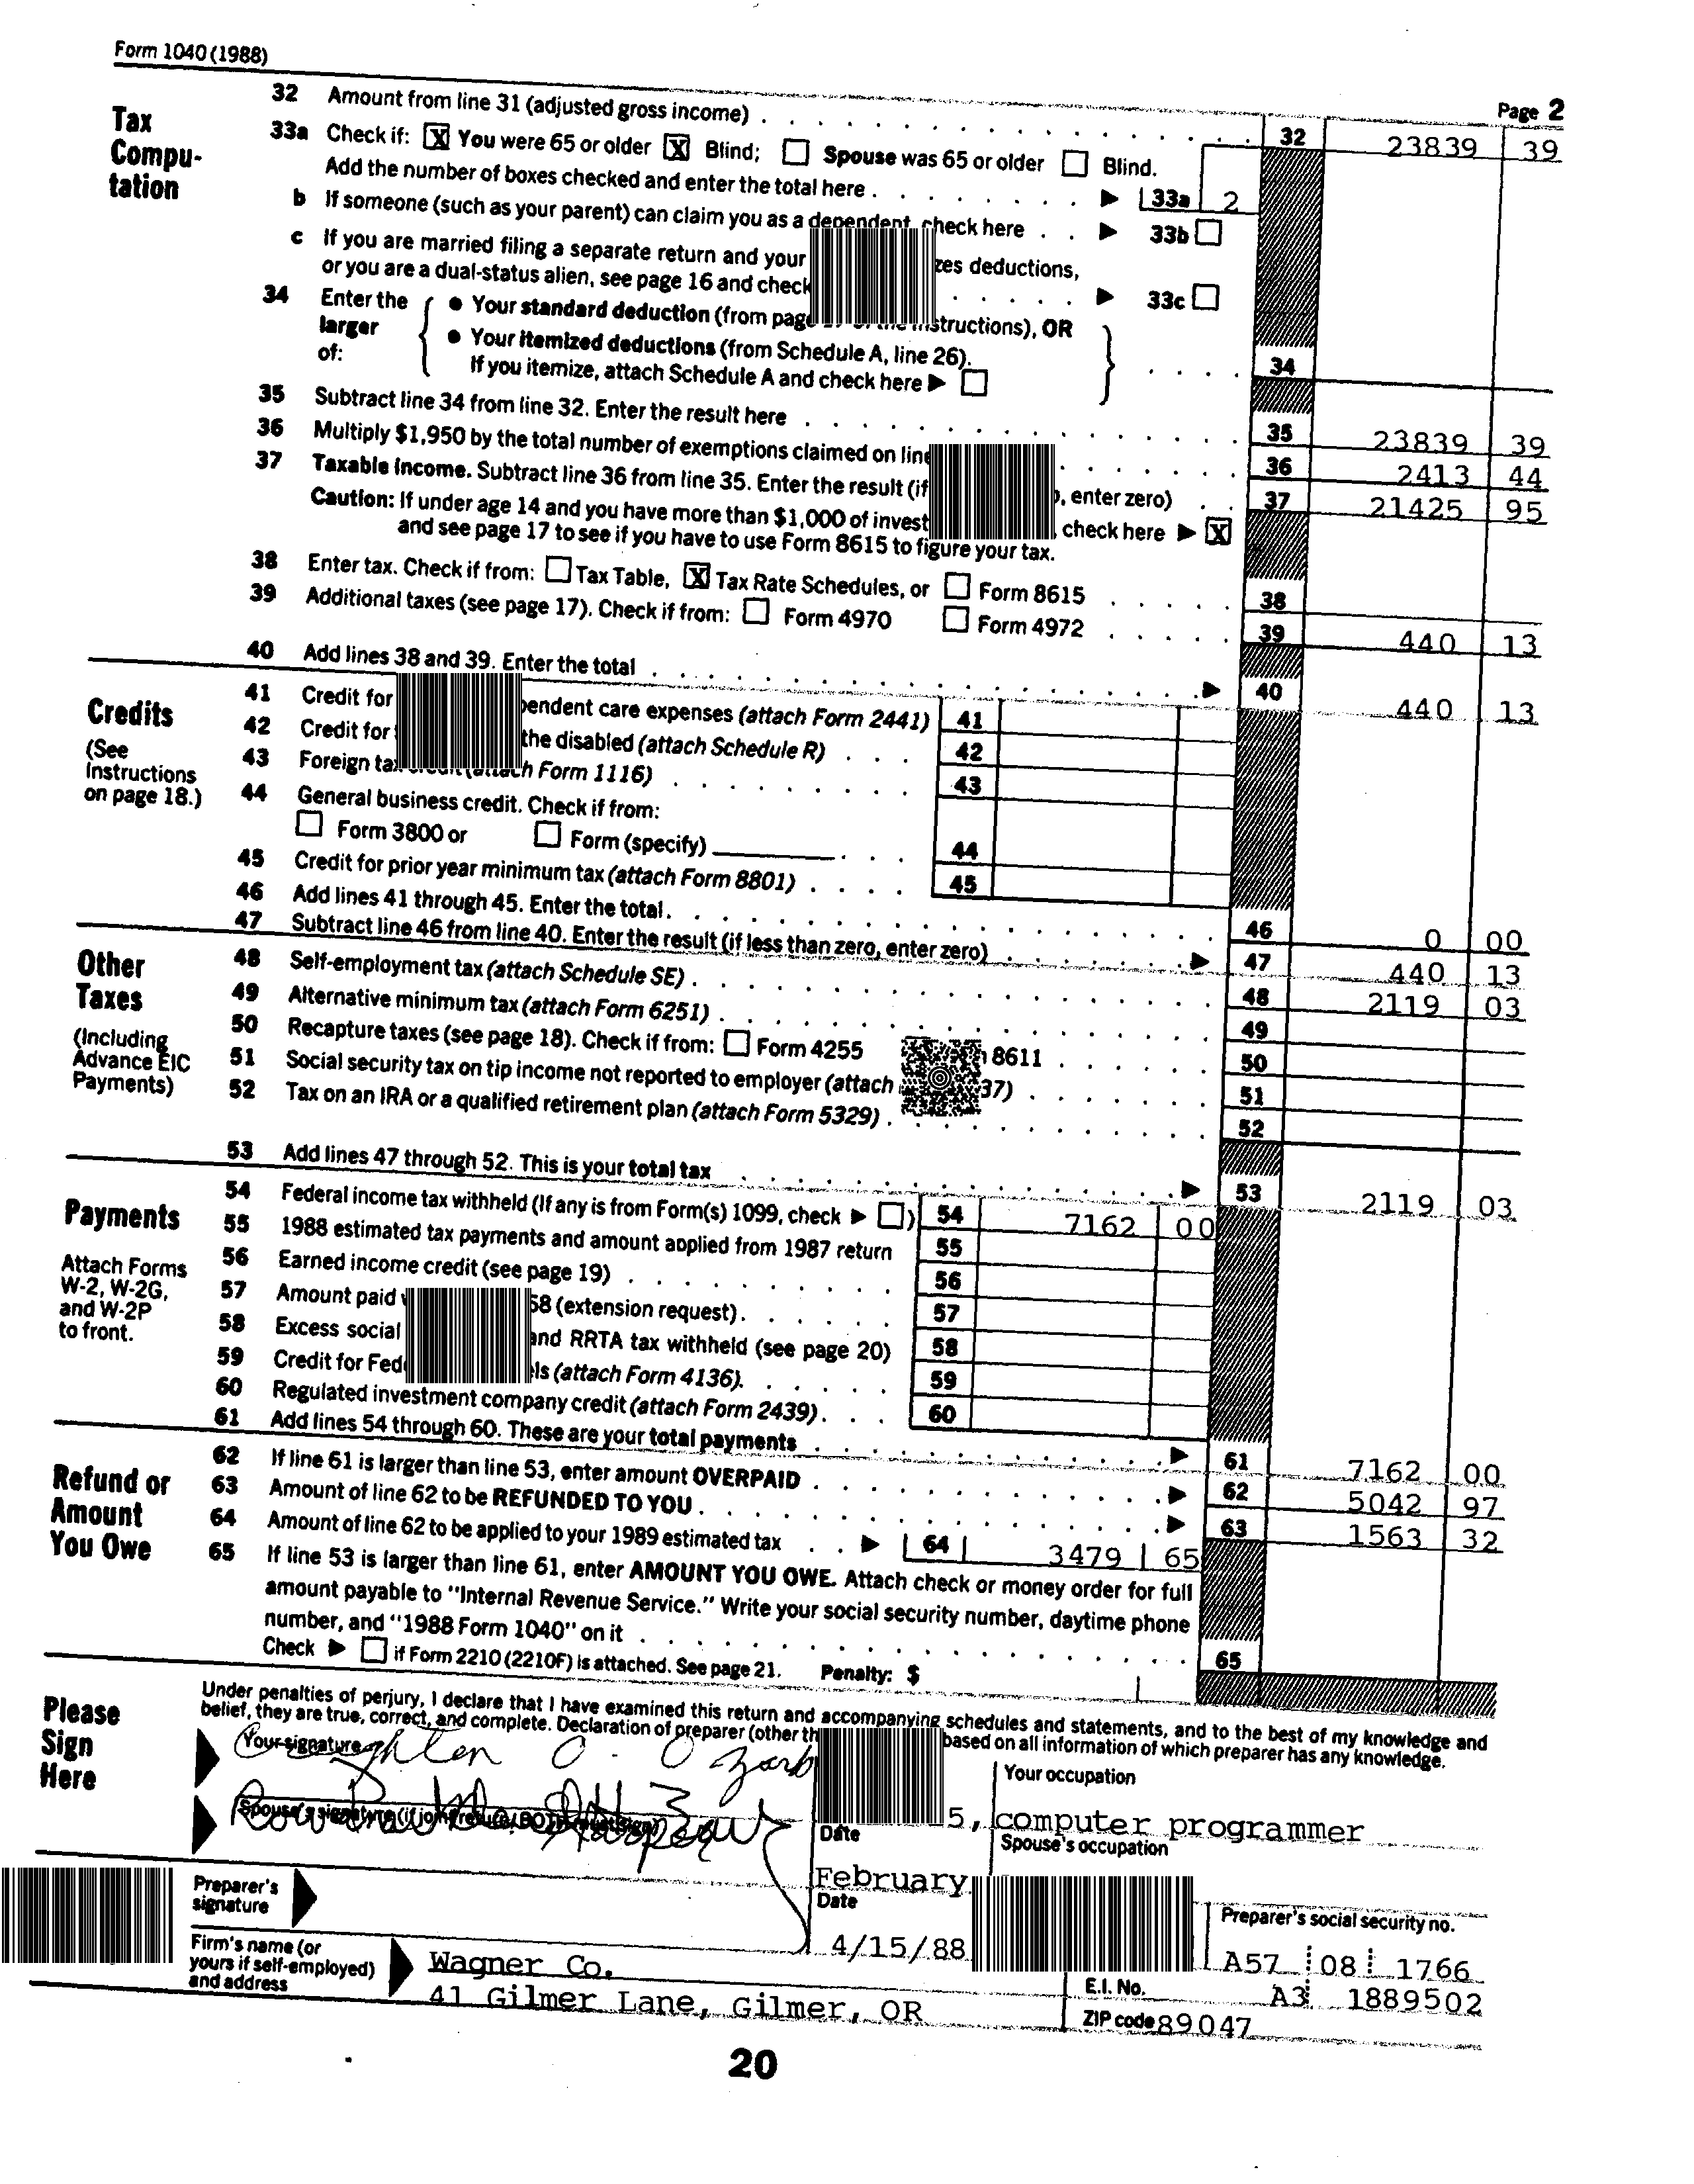 Form 1040 (1988)
Page 2
Tax Compu-tation
32 Amount from line 31 (adjusted gross income) 32 23839 39
33a Check if: X You were 65 or older X Blind; Spouse was 65 or older Blind.
Add the number of boxes checked and enter the total here 33a 2
b If someone (such as your parent) can claim you as a dependent, check here 33b
c If you are married filing a separate return and your zes deductions,
or you are a dual-status alien, see page 16 and check 33c
34 Enter the larger of: • Your standard deduction (from page structions), OR
• Your itemized deductions (from Schedule A, line 26).
If you itemize, attach Schedule A and check here 34
35 Subtract line 34 from line 32. Enter the result here 35 23839 39
36 Multiply $1,950 by the total number of exemptions claimed on line 36 2413 44
37 Taxable income. Subtract line 36 from line 35. Enter the result (if , enter zero) 37 21425 95
Caution: If under age 14 and you have more than $1,000 of invest check here X
and see page 17 to see if you have to use Form 8615 to figure your tax.
38 Enter tax. Check if from: Tax Table, X Tax Rate Schedules, or Form 8615 38
39 Additional taxes (see page 17). Check if from: Form 4970 Form 4972 39 440 13
40 Add lines 38 and 39. Enter the total 40 440 13
Credits
(See Instructions on page 18.)
41 Credit for pendent care expenses (attach Form 2441) 41
42 Credit for the disabled (attach Schedule R) 42
43 Foreign tax Form 1116) 43
44 General business credit. Check if from:
Form 3800 or Form (specify) 44
45 Credit for prior year minimum tax (attach Form 8801) 45
46 Add lines 41 through 45. Enter the total. 46 0 00
47 Subtract line 46 from line 40. Enter the result (if less than zero, enter zero) 47 440 13
Other Taxes
(Including Advance EIC Payments)
48 Self-employment tax (attach Schedule SE) 48 2119 03
49 Alternative minimum tax (attach Form 6251) 49
50 Recapture taxes (see page 18). Check if from: Form 4255 8611 50
51 Social security tax on tip income not reported to employer (attach 37) 51
52 Tax on an IRA or a qualified retirement plan (attach Form 5329) 52
53 Add lines 47 through 52. This is your total tax 53 2119 03
Payments
Attach Forms W-2, W-2G, and W-2P to front.
54 Federal income tax withheld (If any is from Form(s) 1099, check ) 54 7162 00
55 1988 estimated tax payments and amount applied from 1987 return 55
56 Earned income credit (see page 19) 56
57 Amount paid 58 (extension request) 57
58 Excess social and RRTA tax withheld (see page 20) 58
59 Credit for Fed els (attach Form 4136). 59
60 Regulated investment company credit (attach Form 2439) 60
61 Add lines 54 through 60. These are your total payments 61 7162 00
Refund or Amount You Owe
62 If line 61 is larger than line 53, enter amount OVERPAID 62 5042 97
63 Amount of line 62 to be REFUNDED TO YOU 63 1563 32
64 Amount of line 62 to be applied to your 1989 estimated tax 64 3479 65
65 If line 53 is larger than line 61, enter AMOUNT YOU OWE. Attach check or money order for full
amount payable to "Internal Revenue Service." Write your social security number, daytime phone
number, and "1988 Form 1040" on it 65
Check if Form 2210 (2210F) is attached. See page 21. Penalty: $
Please Sign Here
Under penalties of perjury, I declare that I have examined this return and accompanying schedules and statements, and to the best of my knowledge and
belief, they are true, correct, and complete. Declaration of preparer (other th based on all information of which preparer has any knowledge.
Your signature
Your occupation
5, computer programmer
Spouse's signature (if joint return, BOTH must sign)
Date
Spouse's occupation
February
Preparer's signature
Date
4/15/88
Preparer's social security no.
A57 08 1766
Firm's name (or yours if self-employed) and address
Wagner Co.
41 Gilmer Lane, Gilmer, OR
E.I. No. A3 1889502
ZIP code 89047
20